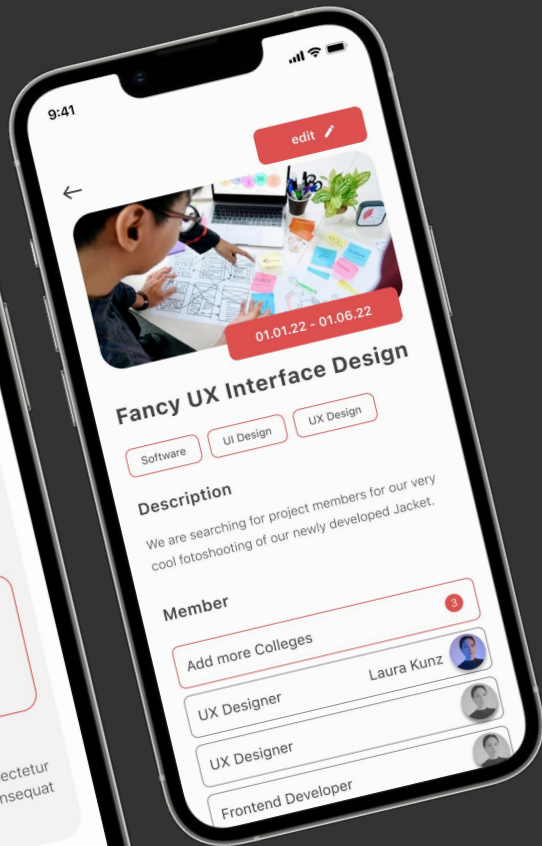 9:41
edit
01.01.22 - 01.06.22
Fancy UX Interface Design
Software
UI Design
UX Design
Description
We are searching for project members for our very
cool fotoshooting of our newly developed Jacket.
Member
Add more Colleges
3
UX Designer
Laura Kunz
UX Designer
Frontend Developer